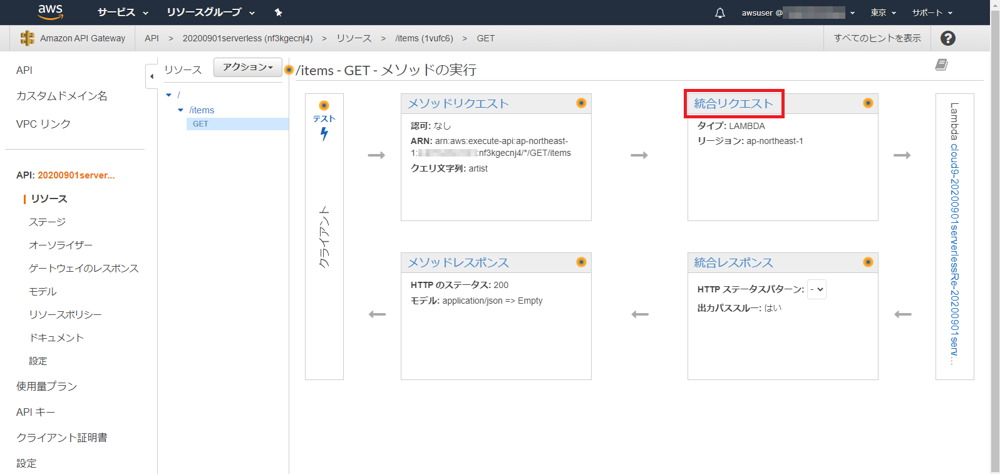 aws
サービス
リソースグループ
awsuser @
東京
サポート
Amazon API Gateway
API > 20200901serverless (nf3kgecnj4) > リソース > /items (1vufc6) > GET
すべてのヒントを表示
?
API
カスタムドメイン名
VPC リンク
API: 20200901server...
リソース
ステージ
オーソライザー
ゲートウェイのレスポンス
モデル
リソースポリシー
ドキュメント
設定
使用量プラン
API キー
クライアント証明書
設定
リソース
アクション
/
/items
GET
/items - GET - メソッドの実行
テスト
クライアント
メソッドリクエスト
認可: なし
ARN: arn:aws:execute-api:ap-northeast-
1: :nf3kgecnj4/*/GET/items
クエリ文字列: artist
統合リクエスト
タイプ: LAMBDA
リージョン: ap-northeast-1
Lambda cloud9-20200901serverlessRe-20200901serv...
メソッドレスポンス
HTTP のステータス: 200
モデル: application/json => Empty
統合レスポンス
HTTP ステータスパターン: -
出力パススルー: はい